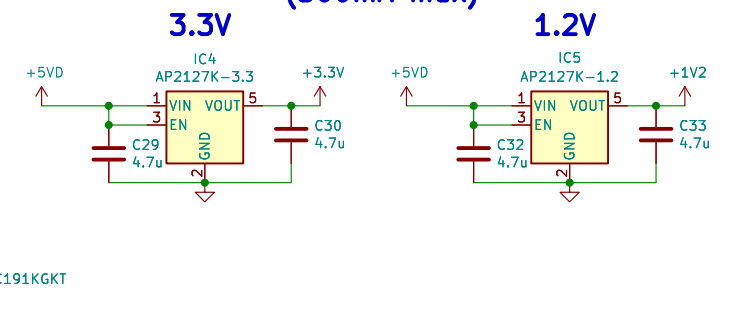 3.3V
1.2V
IC4
AP2127K-3.3
+5VD
+3.3V
1
VIN
VOUT
5
3
EN
GND
2
C29
4.7u
C30
4.7u
IC5
AP2127K-1.2
+5VD
+1V2
1
VIN
VOUT
5
3
EN
GND
2
C32
4.7u
C33
4.7u
C191KGKT